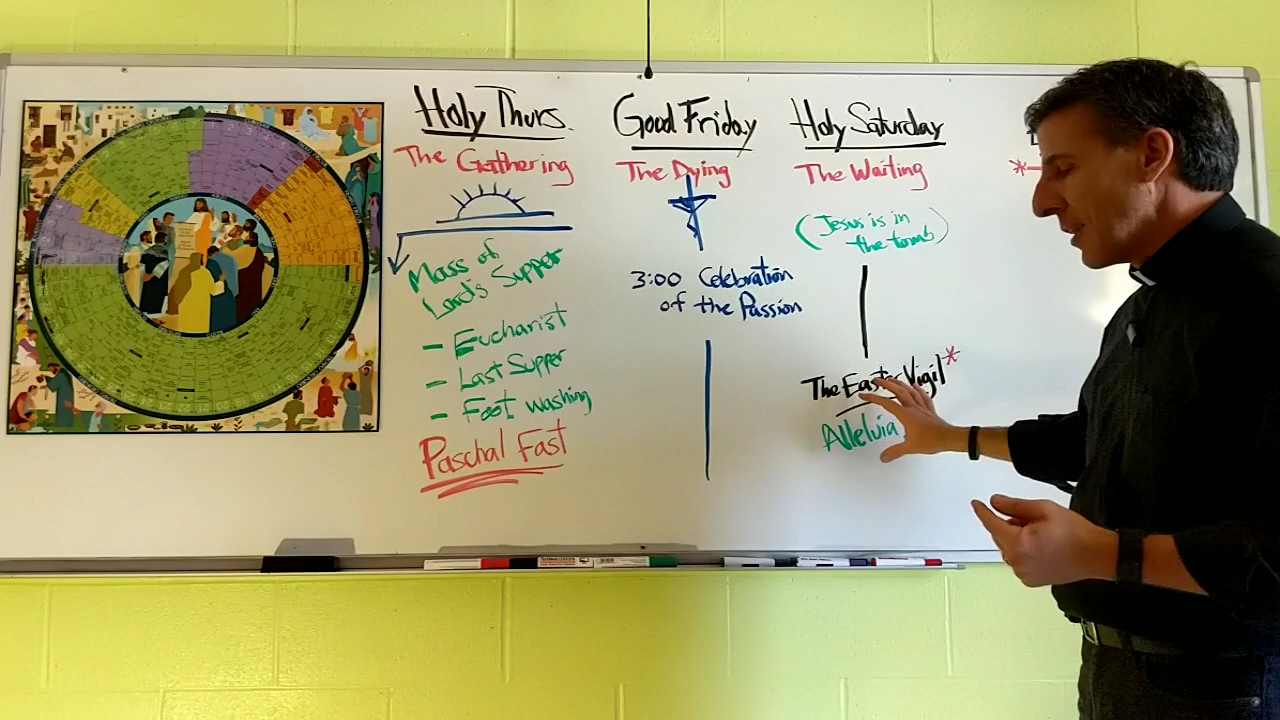 Holy Thurs.
The Gathering
Mass of
Lord's Supper
- Eucharist
- Last Supper
- Foot washing
Paschal Fast
Good Friday
The Dying
3:00 Celebration
of the Passion
Holy Saturday
The Waiting
(Jesus is in
the tomb)
The Easter Vigil*
Alleluia